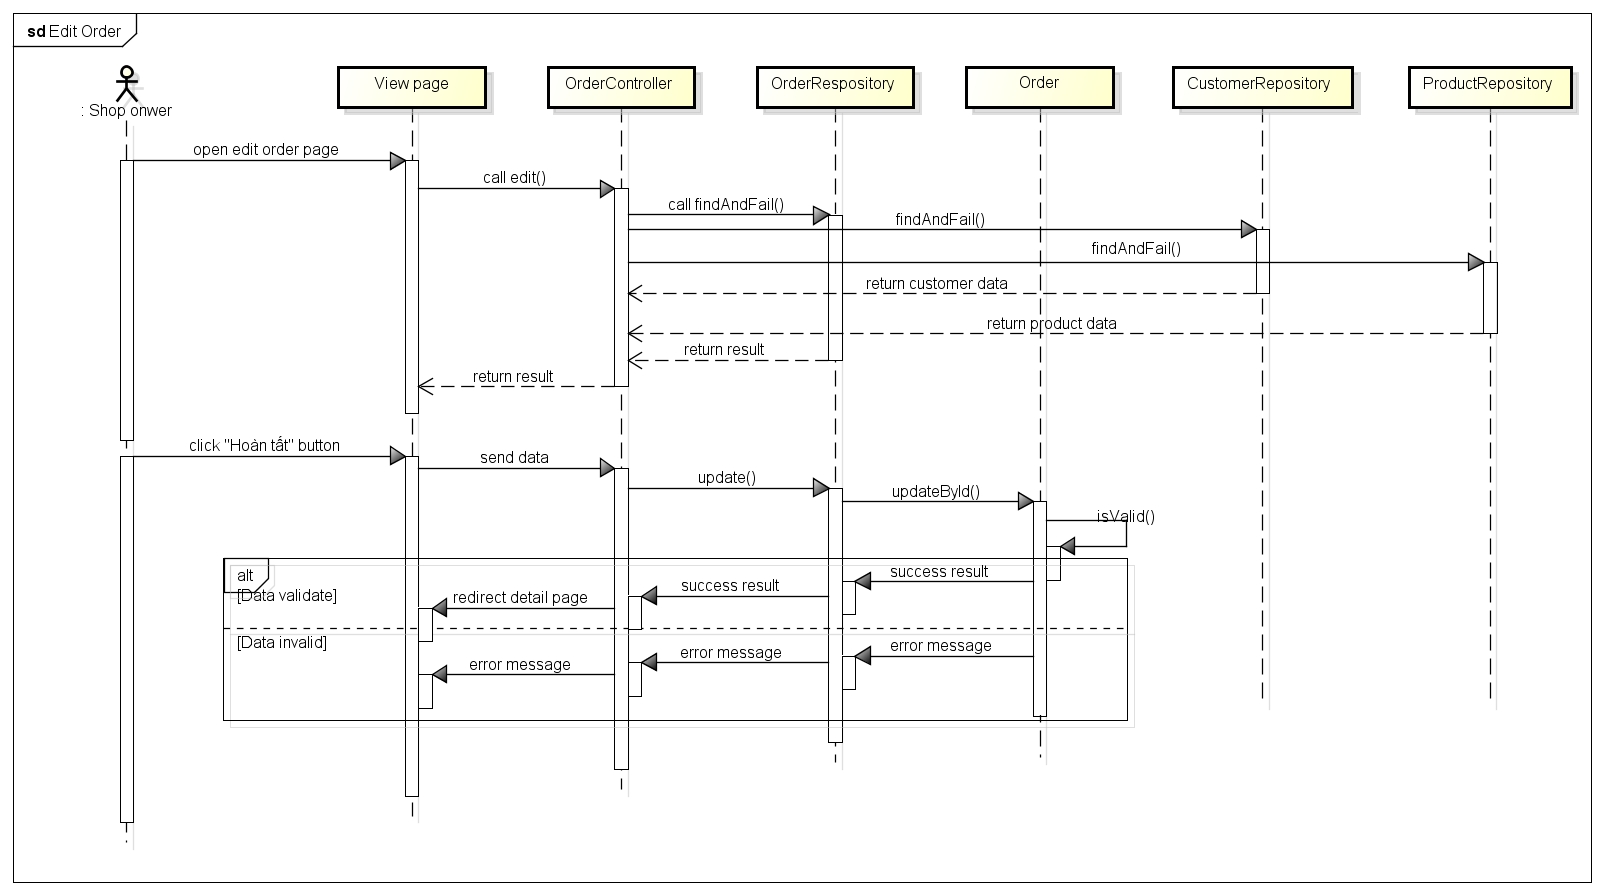 sd Edit Order
: Shop onwer
View page
OrderController
OrderRespository
Order
CustomerRepository
ProductRepository
open edit order page
call edit()
call findAndFail()
findAndFail()
findAndFail()
return customer data
return product data
return result
return result
click "Hoàn tất" button
send data
update()
updateById()
isValid()
alt
[Data validate]
success result
success result
redirect detail page
[Data invalid]
error message
error message
error message